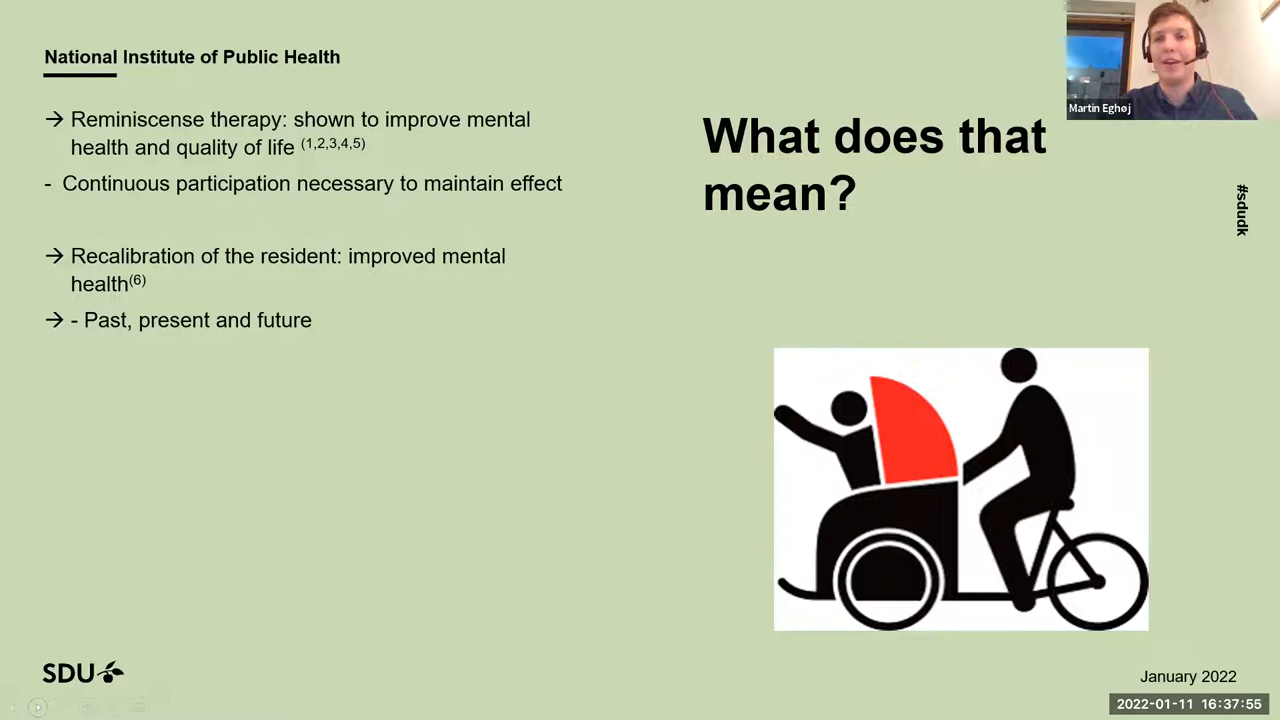 National Institute of Public Health
→ Reminiscense therapy: shown to improve mental
health and quality of life (1,2,3,4,5)
- Continuous participation necessary to maintain effect
→ Recalibration of the resident: improved mental
health(6)
→ - Past, present and future
What does that
mean?
Martin Eghøj
#sdudk
SDU
January 2022
2022-01-11 16:37:55